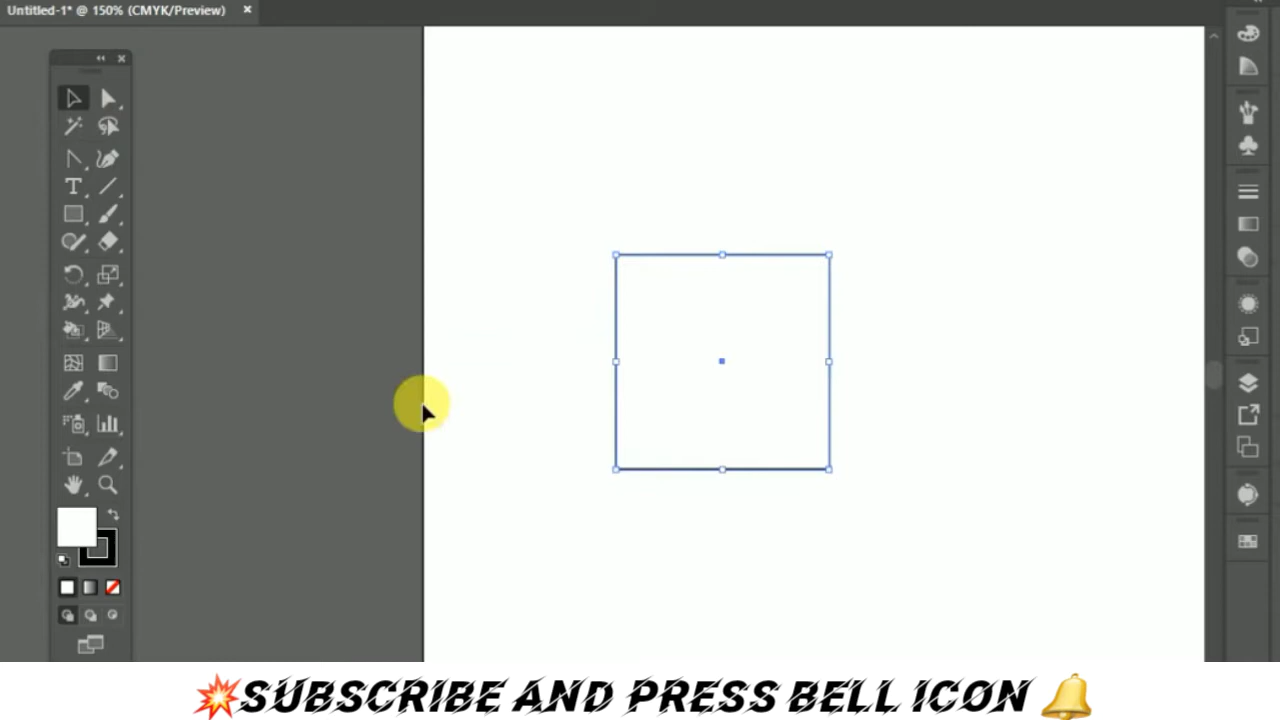 Untitled-1* @ 150% (CMYK/Preview)
💥SUBSCRIBE AND PRESS BELL ICON 🔔